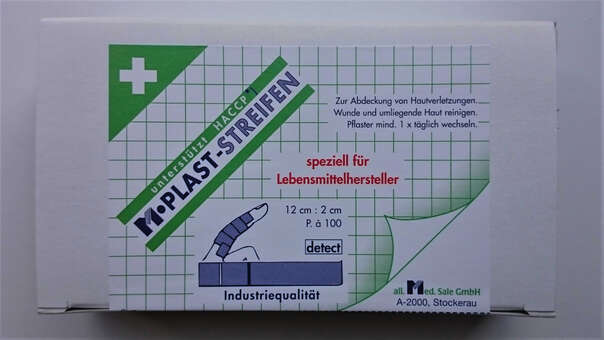 unterstützt HACCP
M•PLAST-STREIFEN
Zur Abdeckung von Hautverletzungen.
Wunde und umliegende Haut reinigen.
Pflaster mind. 1 x täglich wechseln.
speziell für
Lebensmittelhersteller
12 cm : 2 cm
P. à 100
detect
Industriequalität
all. Med. Sale GmbH
A-2000, Stockerau